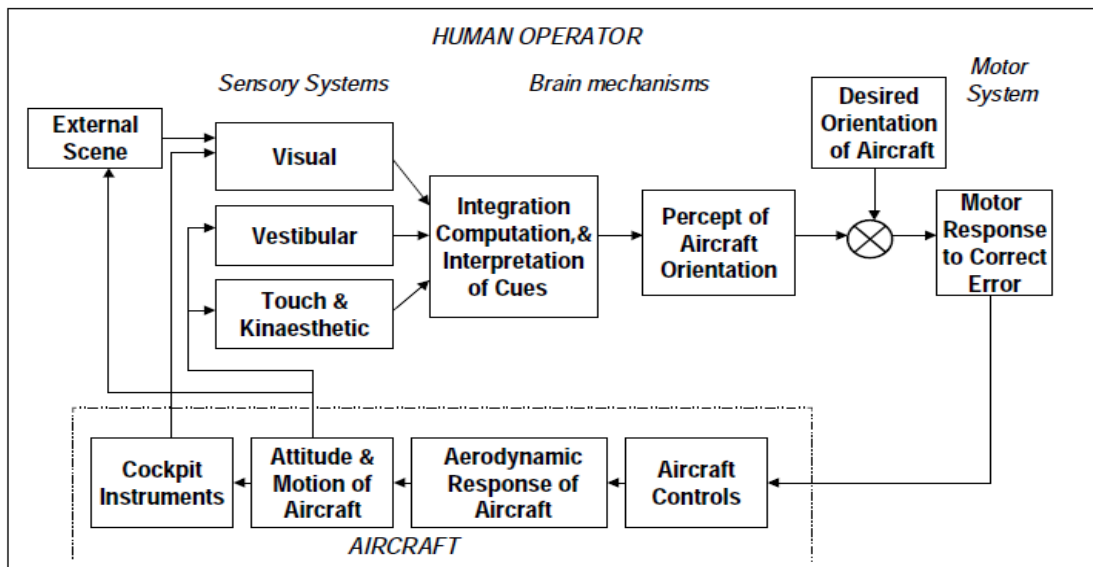 HUMAN OPERATOR
Sensory Systems
Brain mechanisms
Motor
System
External
Scene
Visual
Vestibular
Touch &
Kinaesthetic
Integration
Computation,&
Interpretation
of Cues
Percept of
Aircraft
Orientation
Desired
Orientation
of Aircraft
Motor
Response
to Correct
Error
Cockpit
Instruments
Attitude &
Motion of
Aircraft
Aerodynamic
Response of
Aircraft
Aircraft
Controls
AIRCRAFT